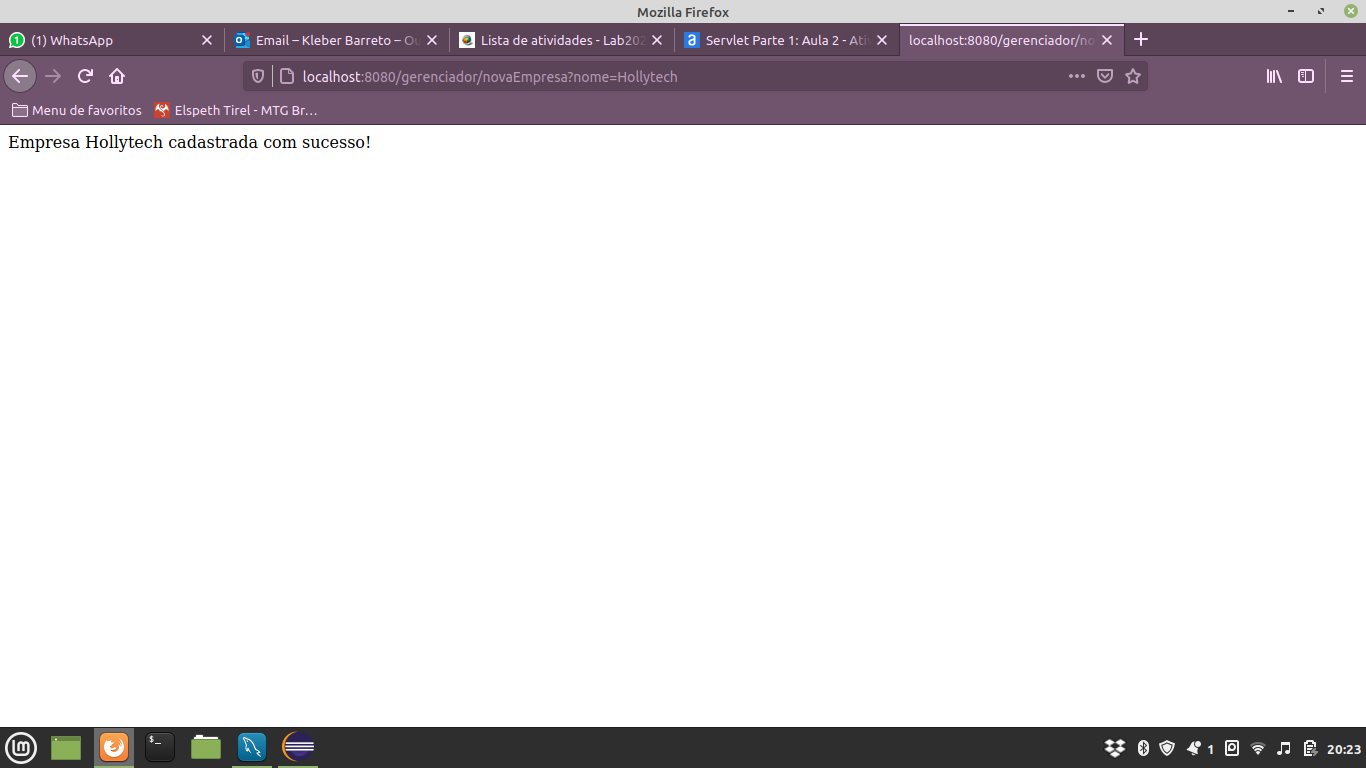 Mozilla Firefox
(1) WhatsApp
Email – Kleber Barreto – Ou
Lista de atividades - Lab202
Servlet Parte 1: Aula 2 - Ati
localhost:8080/gerenciador/no
localhost:8080/gerenciador/novaEmpresa?nome=Hollytech
Menu de favoritos
Elspeth Tirel - MTG Br…
Empresa Hollytech cadastrada com sucesso!
1
20:23